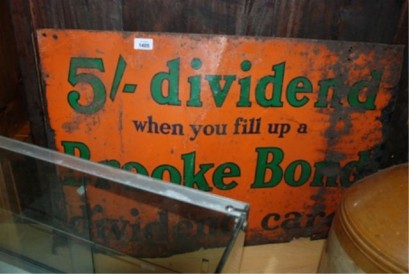 5/- dividend
when you fill up a
Brooke Bond
dividend card